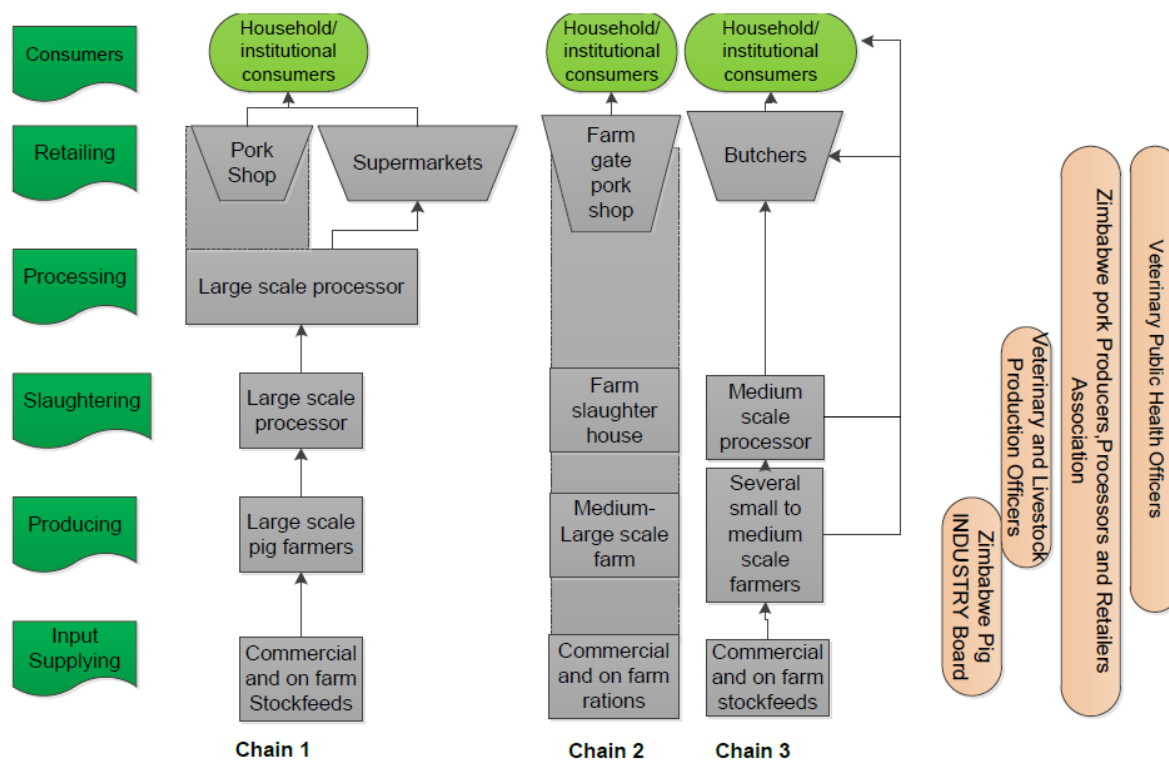 Consumers
Household/
institutional
consumers
Household/
institutional
consumers
Household/
institutional
consumers
Retailing
Pork
Shop
Supermarkets
Farm
gate
pork
shop
Butchers
Processing
Large scale processor
Slaughtering
Large scale
processor
Farm
slaughter
house
Medium
scale
processor
Producing
Large scale
pig farmers
Medium-
Large scale
farm
Several
small to
medium
scale
farmers
Input
Supplying
Commercial
and on farm
Stockfeeds
Commercial
and on farm
rations
Commercial
and on farm
stockfeeds
Chain 1
Chain 2
Chain 3
Zimbabwe Pig
INDUSTRY Board
Veterinary and Livestock
Production Officers
Zimbabwe pork Producers,Processors and Retailers
Association
Veterinary Public Health Officers